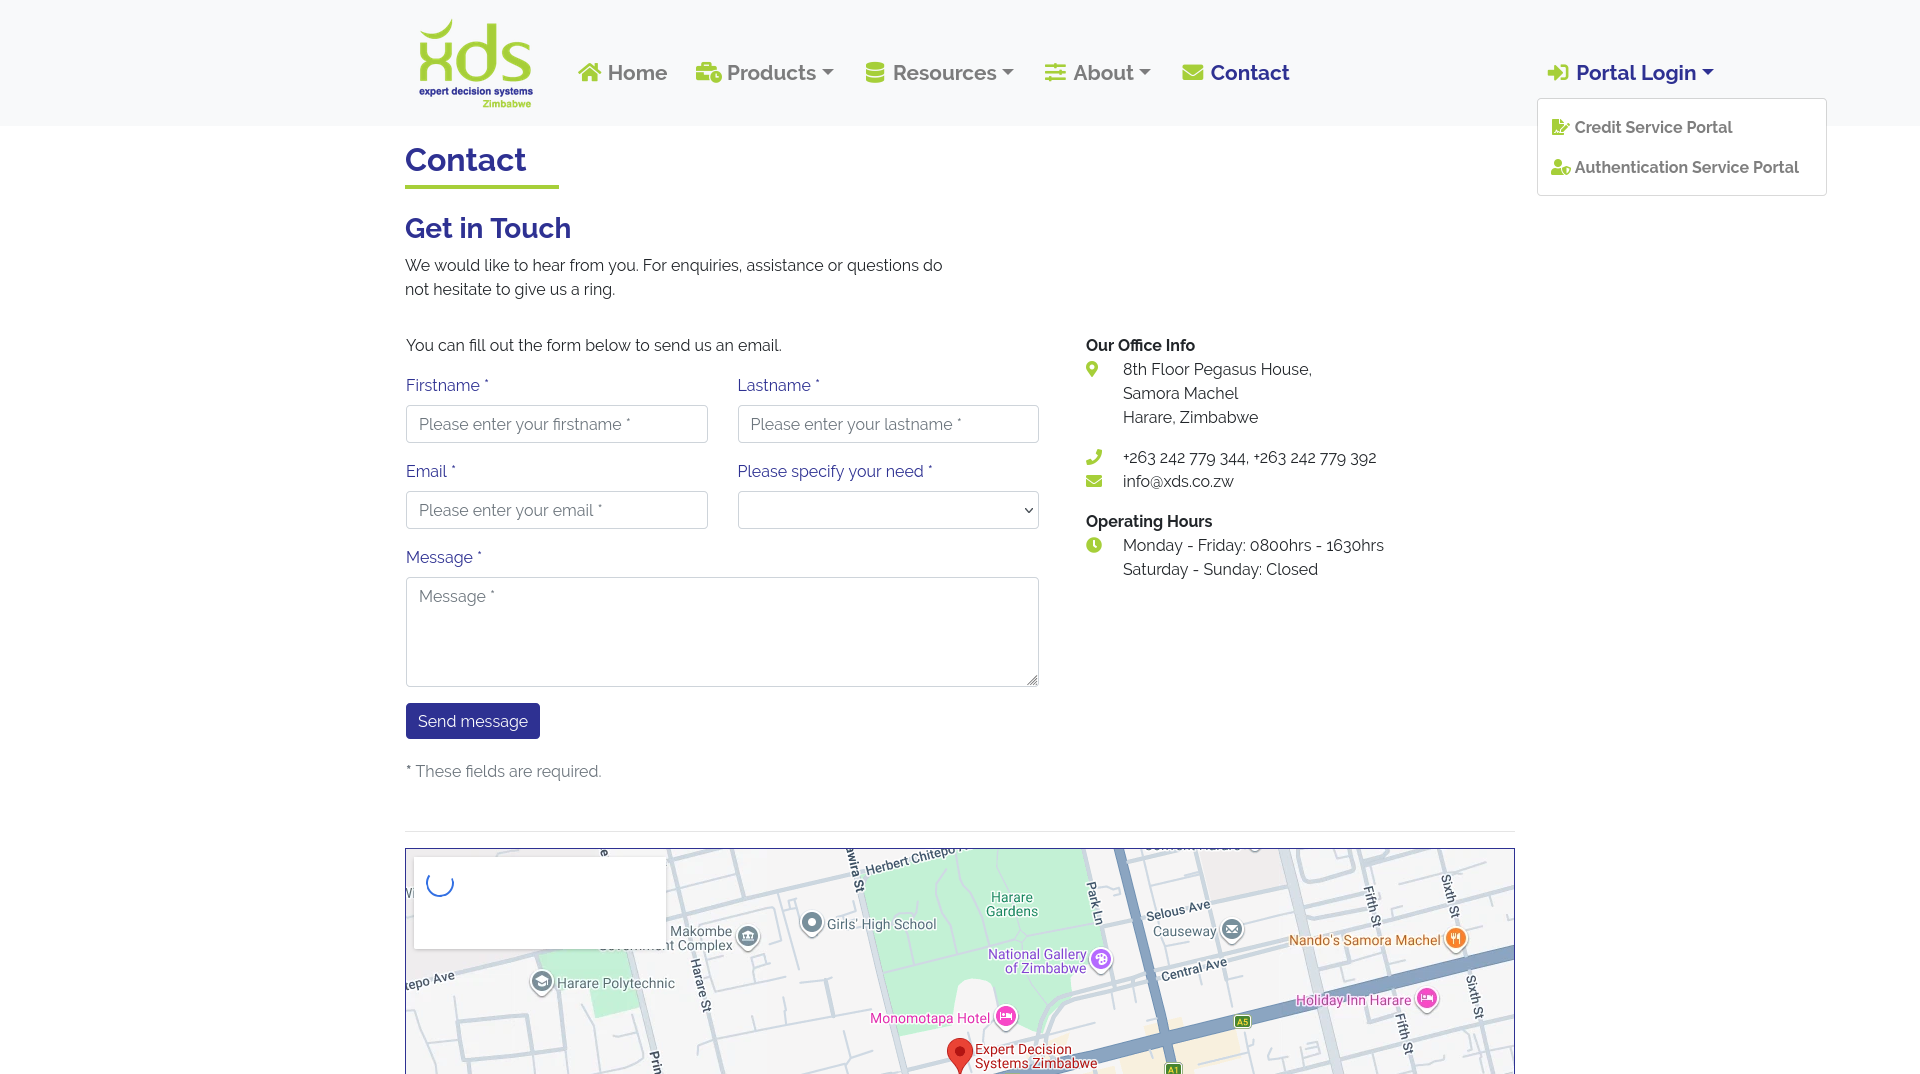 xds
expert decision systems
Zimbabwe
Home
Products
Resources
About
Contact
Portal Login
Credit Service Portal
Authentication Service Portal
Contact
Get in Touch
We would like to hear from you. For enquiries, assistance or questions do
not hesitate to give us a ring.
You can fill out the form below to send us an email.
Firstname *
Lastname *
Please enter your firstname *
Please enter your lastname *
Email *
Please specify your need *
Please enter your email *
Message *
Message *
Send message
* These fields are required.
Our Office Info
8th Floor Pegasus House,
Samora Machel
Harare, Zimbabwe
+263 242 779 344, +263 242 779 392
info@xds.co.zw
Operating Hours
Monday - Friday: 0800hrs - 1630hrs
Saturday - Sunday: Closed
Herbert Chitepo
Park Ln
Harare
Gardens
Selous Ave
Fifth St
Sixth St
Girls' High School
Makombe
Complex
Causeway
Nando's Samora Machel
National Gallery
of Zimbabwe
Central Ave
Harare Polytechnic
Harare St
Holiday Inn Harare
Sixth St
Monomotapa Hotel
A5
Fifth St
Expert Decision
Systems Zimbabwe
A1